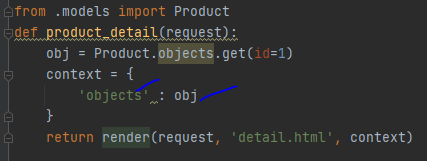 from .models import Product
def product_detail(request):
    obj = Product.objects.get(id=1)
    context = {
        'objects' : obj
    }
    return render(request, 'detail.html', context)